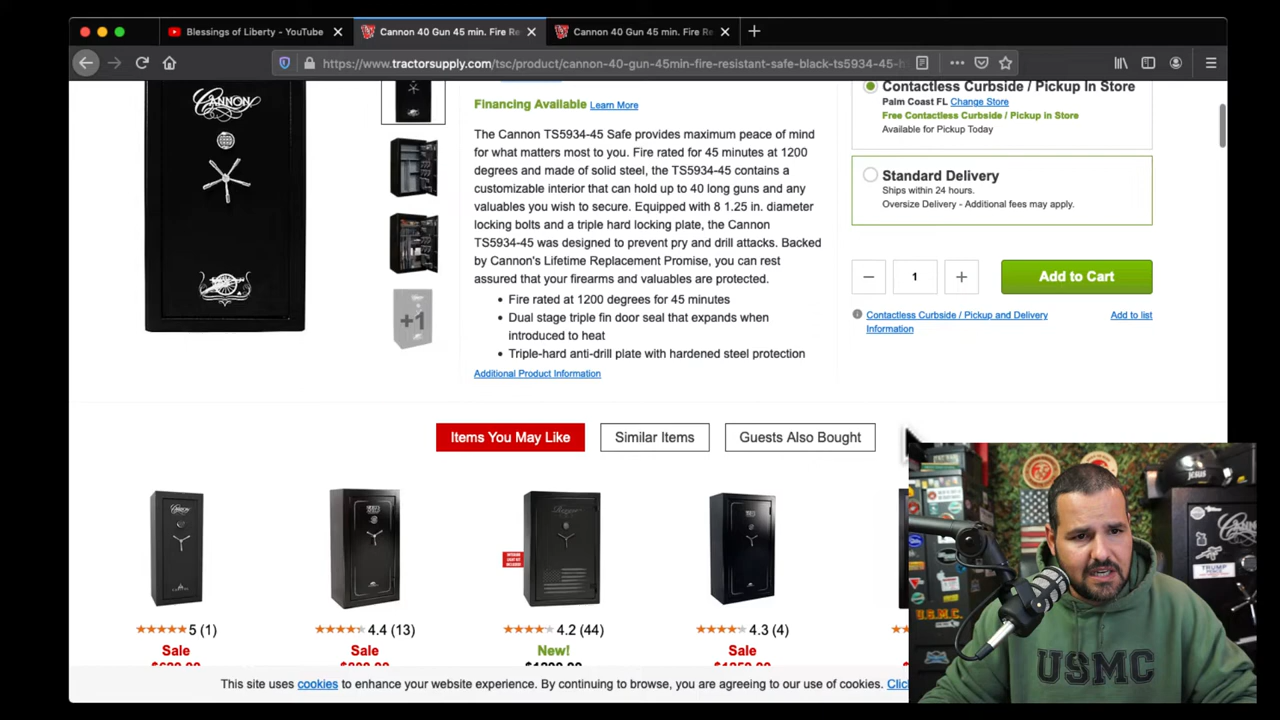 Blessings of Liberty - YouTube
Cannon 40 Gun 45 min. Fire Re
Cannon 40 Gun 45 min. Fire Re
https://www.tractorsupply.com/tsc/product/cannon-40-gun-45min-fire-resistant-safe-black-ts5934-45-h
CANNON
+1
Financing Available Learn More
The Cannon TS5934-45 Safe provides maximum peace of mind
for what matters most to you. Fire rated for 45 minutes at 1200
degrees and made of solid steel, the TS5934-45 contains a
customizable interior that can hold up to 40 long guns and any
valuables you wish to secure. Equipped with 8 1.25 in. diameter
locking bolts and a triple hard locking plate, the Cannon
TS5934-45 was designed to prevent pry and drill attacks. Backed
by Cannon's Lifetime Replacement Promise, you can rest
assured that your firearms and valuables are protected.
• Fire rated at 1200 degrees for 45 minutes
• Dual stage triple fin door seal that expands when
introduced to heat
• Triple-hard anti-drill plate with hardened steel protection
Additional Product Information
Contactless Curbside / Pickup In Store
Palm Coast FL Change Store
Free Contactless Curbside / Pickup in Store
Available for Pickup Today
Standard Delivery
Ships within 24 hours.
Oversize Delivery - Additional fees may apply.
1
Add to Cart
Contactless Curbside / Pickup and Delivery
Information
Add to list
Items You May Like
Similar Items
Guests Also Bought
5 (1)
4.4 (13)
4.2 (44)
4.3 (4)
Sale
Sale
New!
Sale
This site uses cookies to enhance your website experience. By continuing to browse, you are agreeing to our use of cookies. Clic
JESUS
CANNON
TRUMP
PENCE
U.S.M.C.
USMC